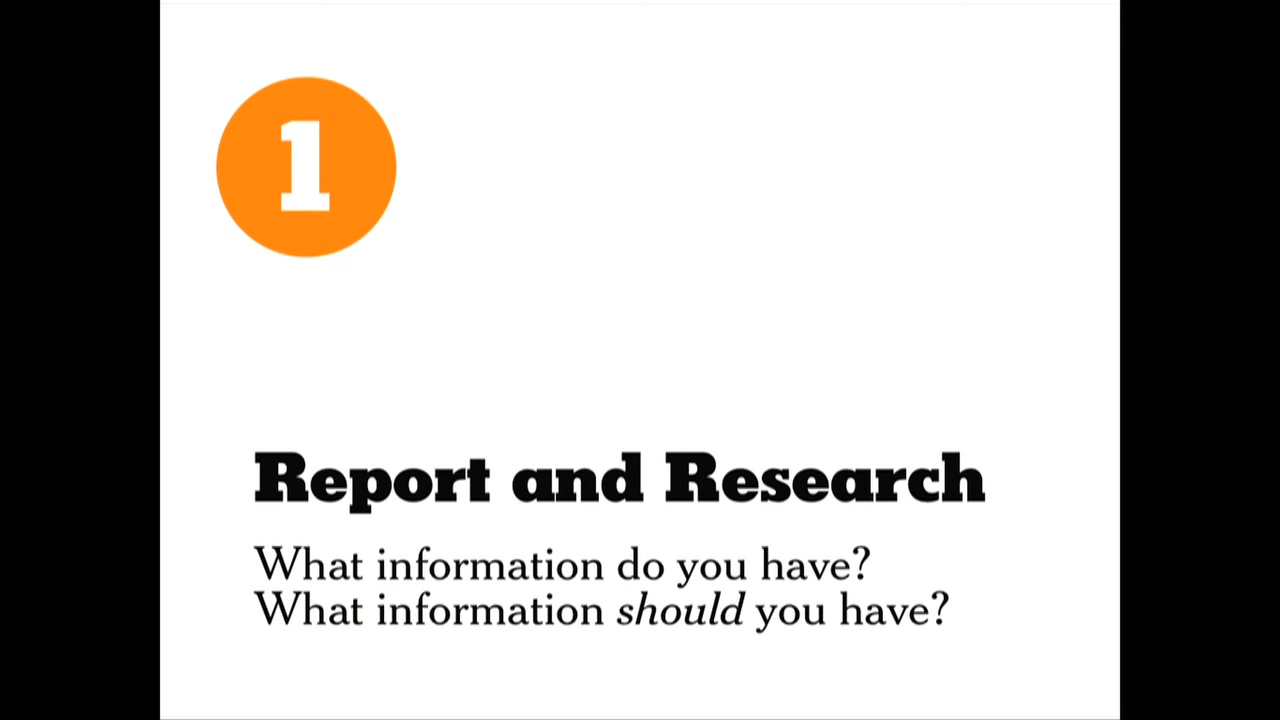 1
Report and Research
What information do you have?
What information should you have?